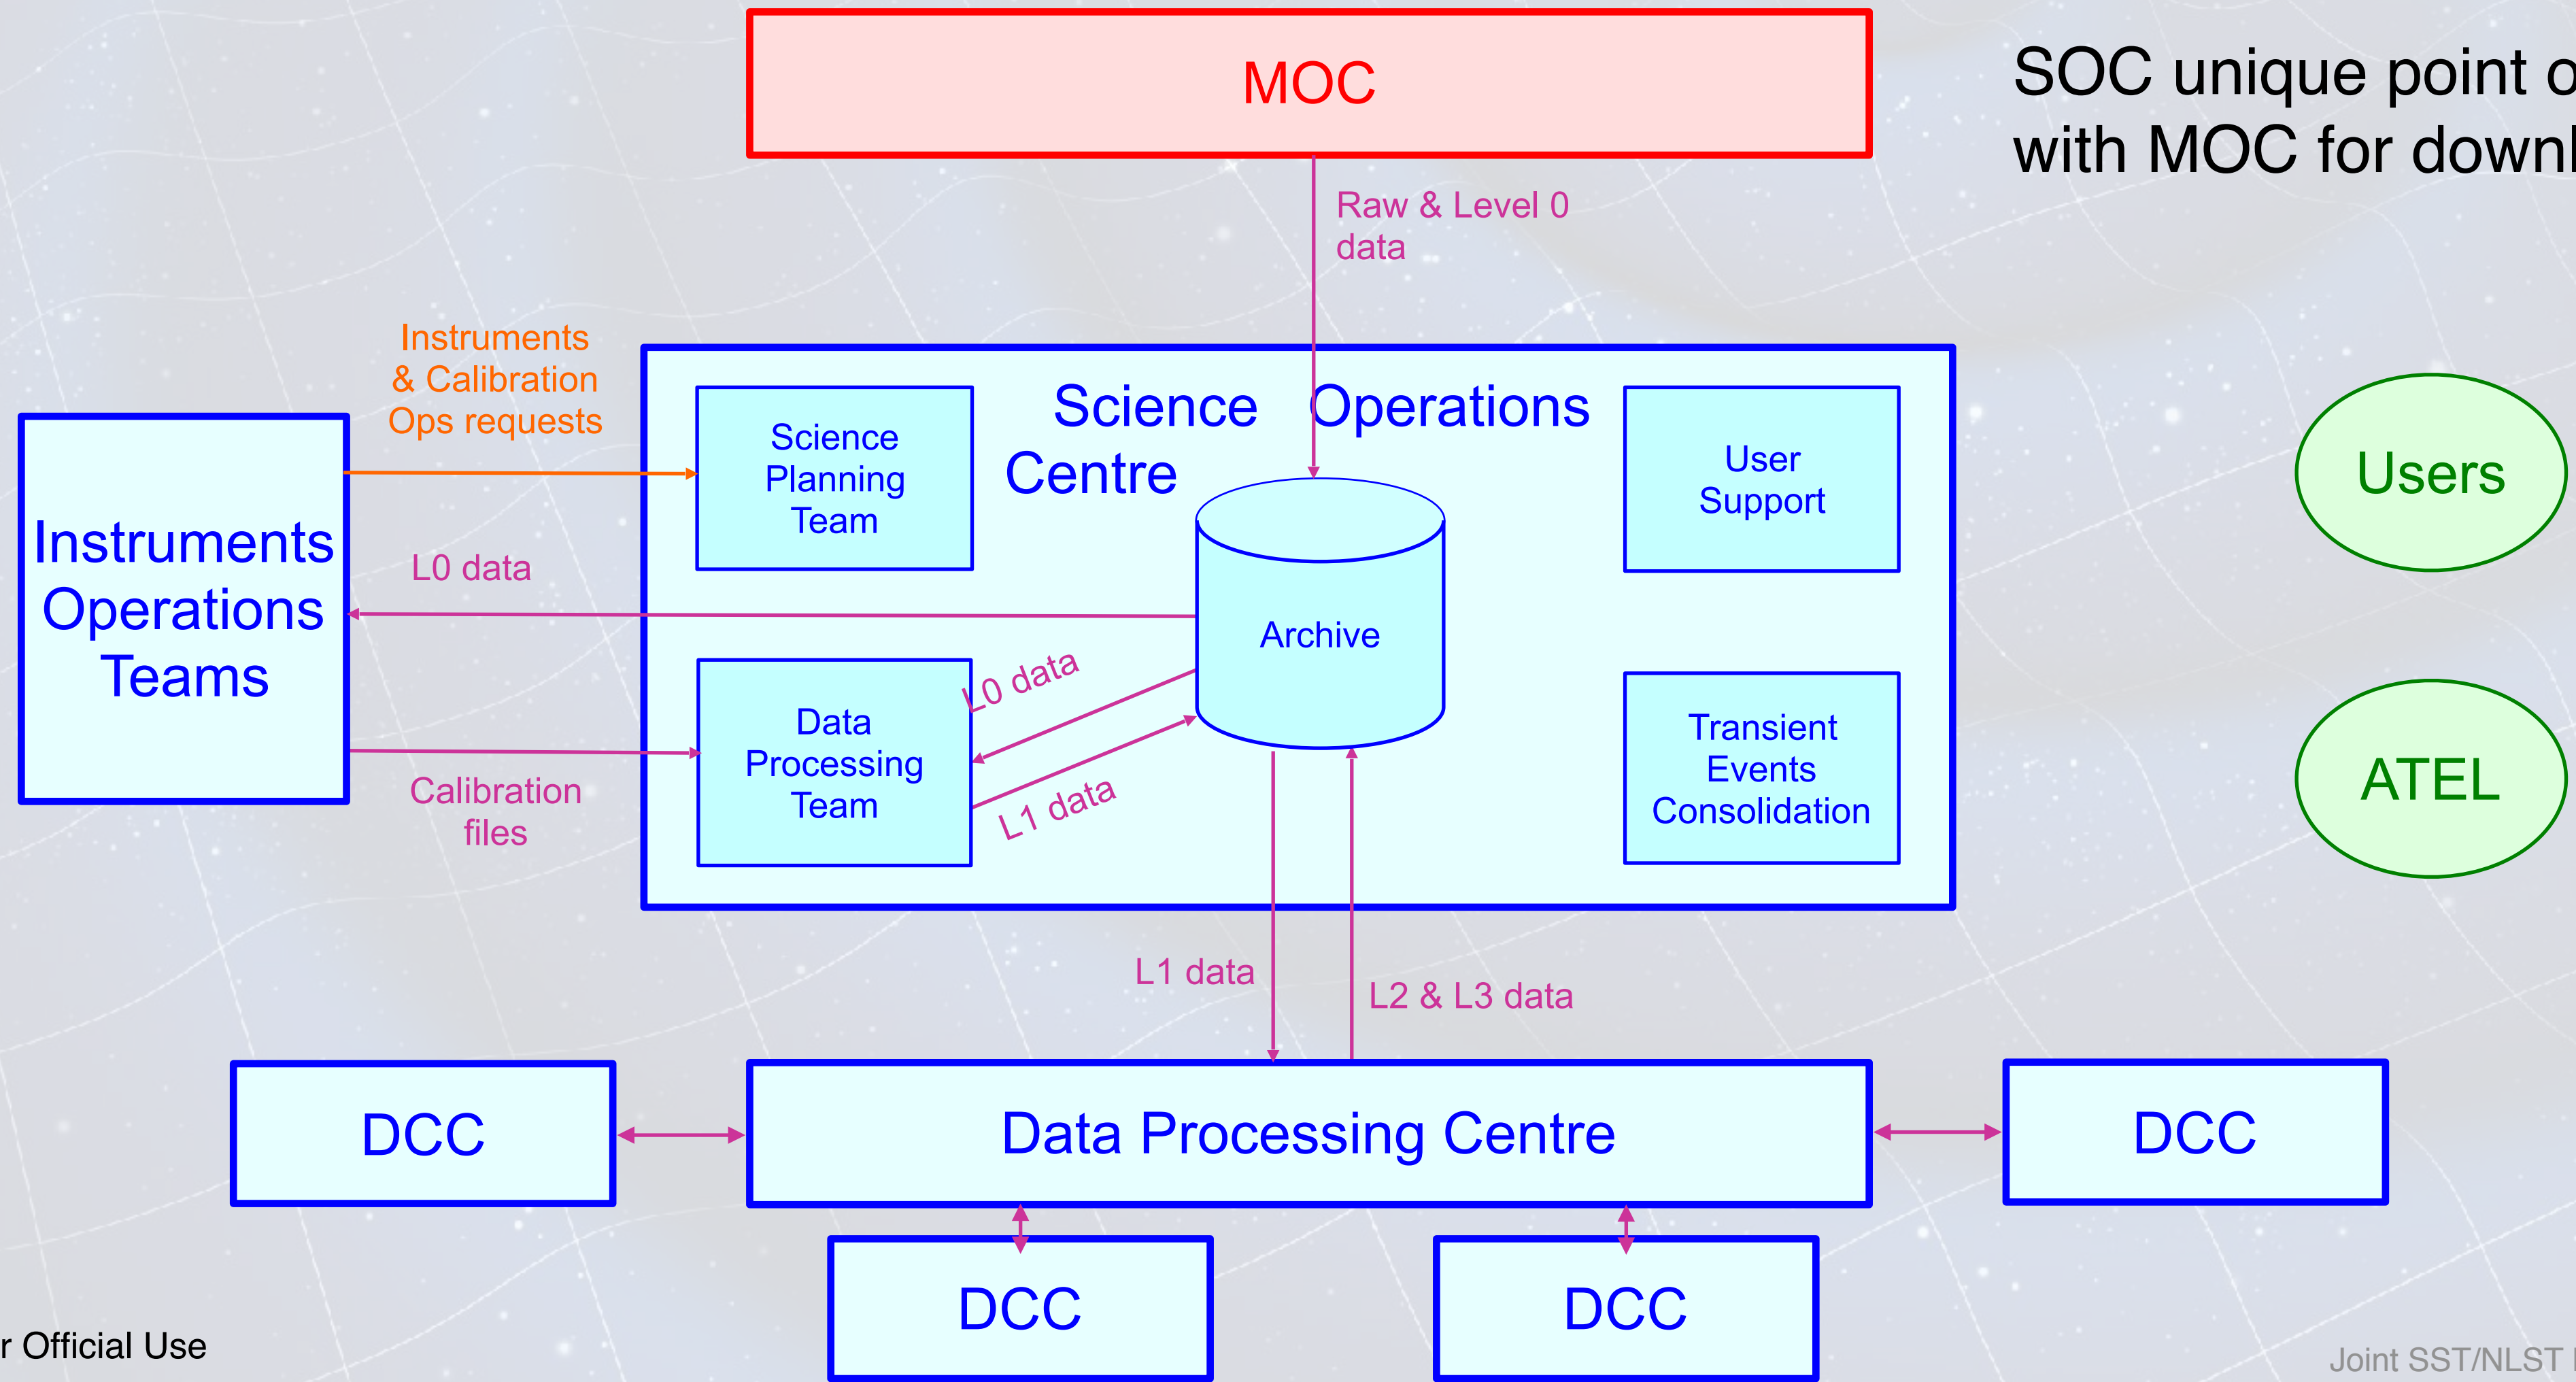 MOC
SOC unique point
with MOC for
Raw & Level 0
data
Instruments
& Calibration
Ops requests
Science Operations
Centre
Science
Planning
Team
User
Support
Users
Instruments
Operations
Teams
L0 data
Archive
L0 data
Data
Processing
Team
L1 data
Transient
Events
Consolidation
ATEL
Calibration
files
L1 data
L2 & L3 data
DCC
Data Processing Centre
DCC
DCC
DCC
Official Use
Joint SST/NLST